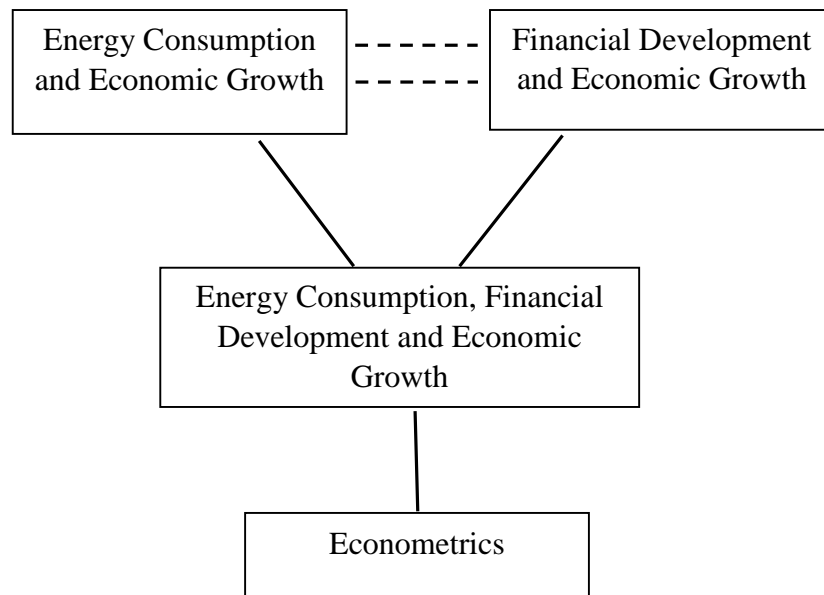 Energy Consumption
and Economic Growth
Financial Development
and Economic Growth
Energy Consumption, Financial
Development and Economic
Growth
Econometrics